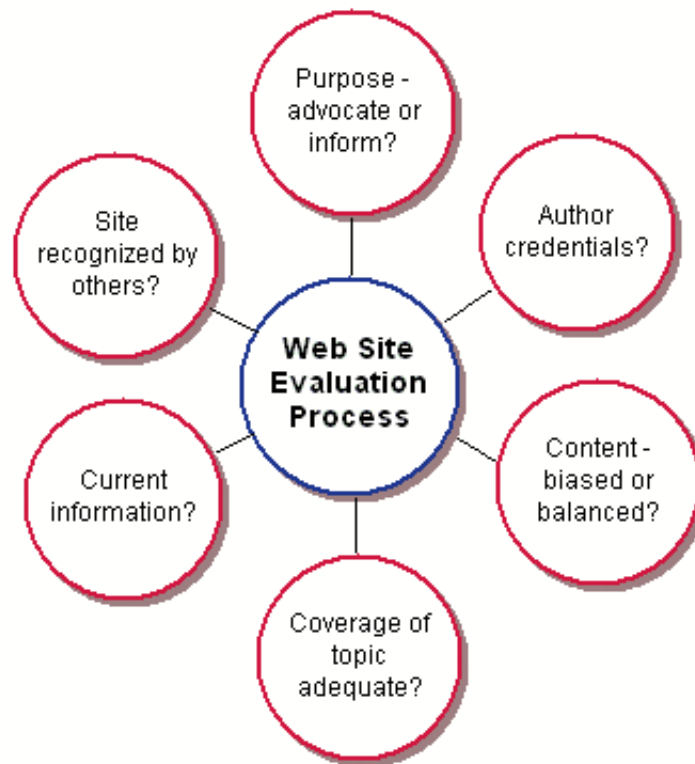 Purpose -
advocate or
inform?
Author
credentials?
Content -
biased or
balanced?
Coverage of
topic
adequate?
Current
information?
Site
recognized by
others?
Web Site
Evaluation
Process